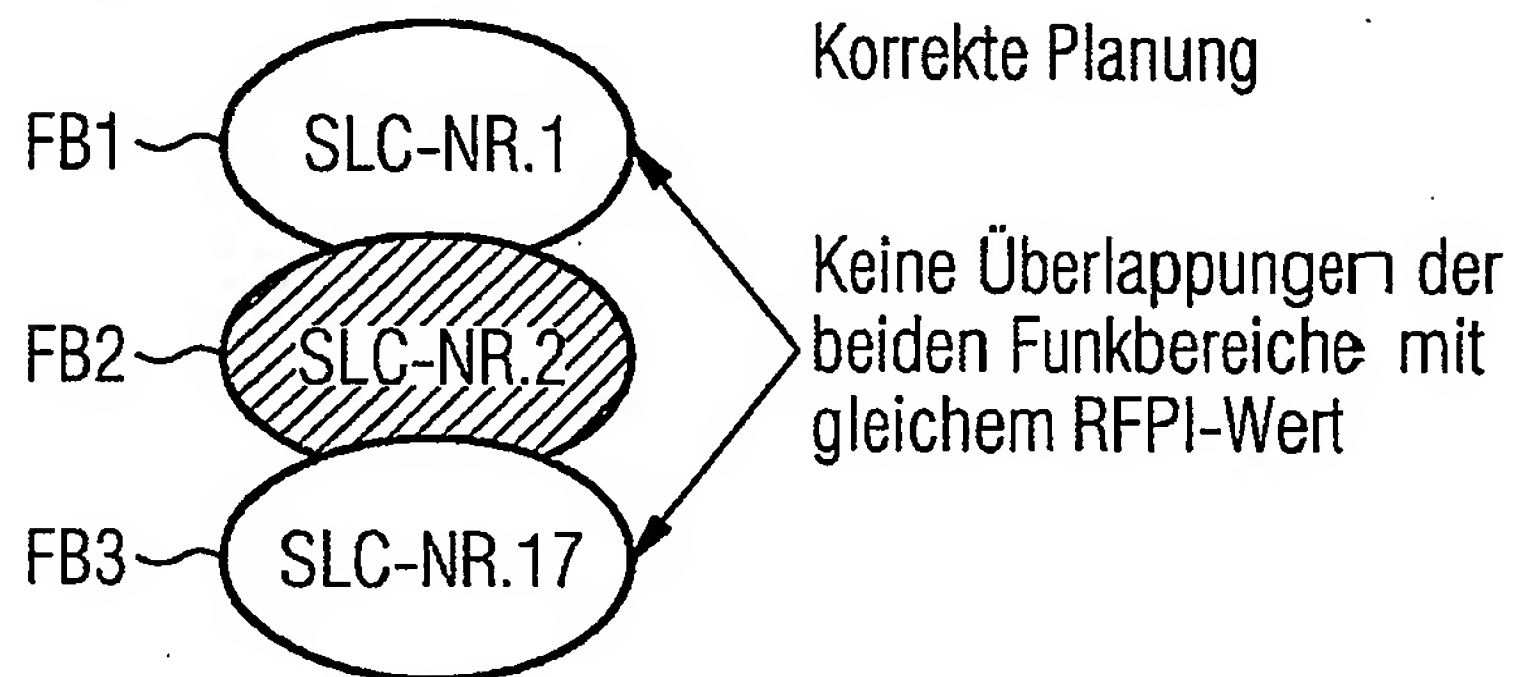 Korrekte Planung
FB1
SLC-NR.1
Keine Überlappungen der
beiden Funkbereiche mit
gleichem RFPI-Wert
FB2
SLC-NR.2
FB3
SLC-NR.17